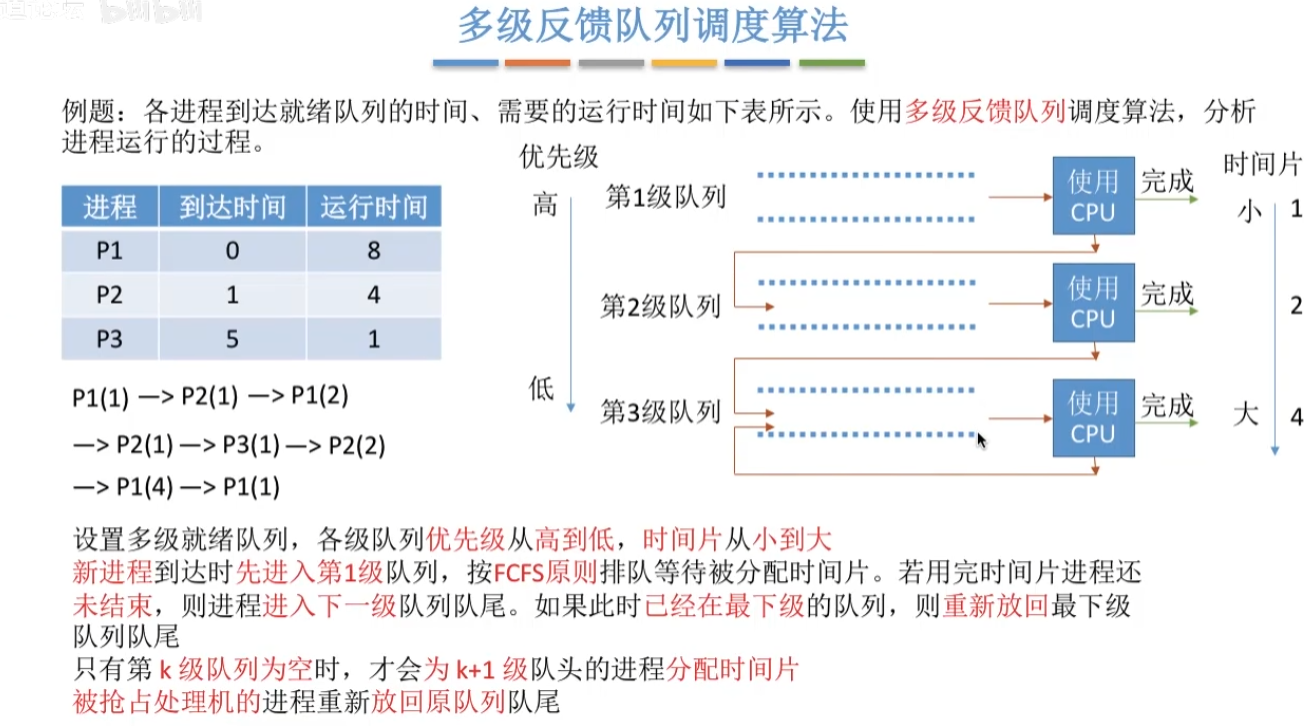 多级反馈队列调度算法
例题：各进程到达就绪队列的时间、需要的运行时间如下表所示。使用多级反馈队列调度算法，分析
进程运行的过程。
进程 到达时间 运行时间
P1 0 8
P2 1 4
P3 5 1
P1(1) —> P2(1) —> P1(2)
—> P2(1) —> P3(1) —> P2(2)
—> P1(4) —> P1(1)
优先级
高
低
第1级队列
使用
CPU
完成
第2级队列
使用
CPU
完成
第3级队列
使用
CPU
完成
时间片
小 1
2
大 4
设置多级就绪队列，各级队列优先级从高到低，时间片从小到大
新进程到达时先进入第1级队列，按FCFS原则排队等待被分配时间片。若用完时间片进程还
未结束，则进程进入下一级队列队尾。如果此时已经在最下级的队列，则重新放回最下级
队列队尾
只有第 k 级队列为空时，才会为 k+1 级队头的进程分配时间片
被抢占处理机的进程重新放回原队列队尾